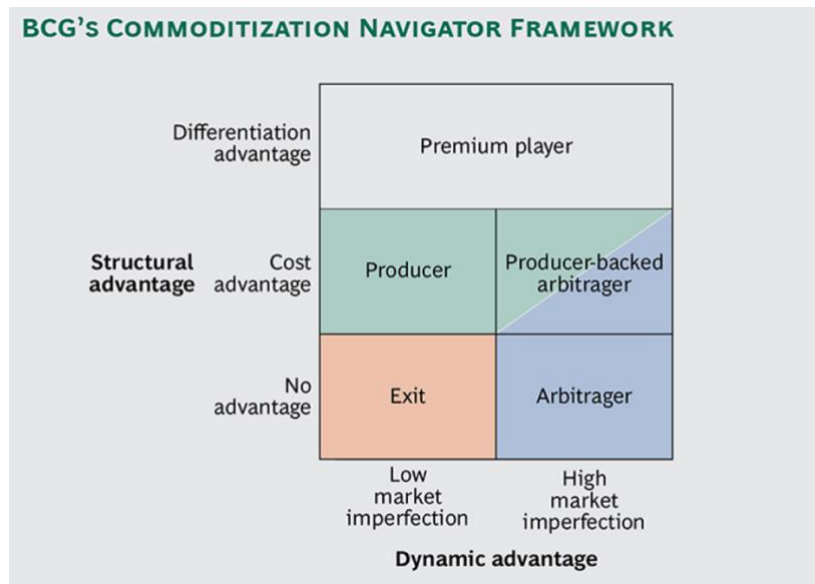 BCG'S COMMODITIZATION NAVIGATOR FRAMEWORK
Differentiation
advantage
Premium player
Structural
advantage
Cost
advantage
Producer
Producer-backed
arbitrager
No
advantage
Exit
Arbitrager
Low
market
imperfection
High
market
imperfection
Dynamic advantage